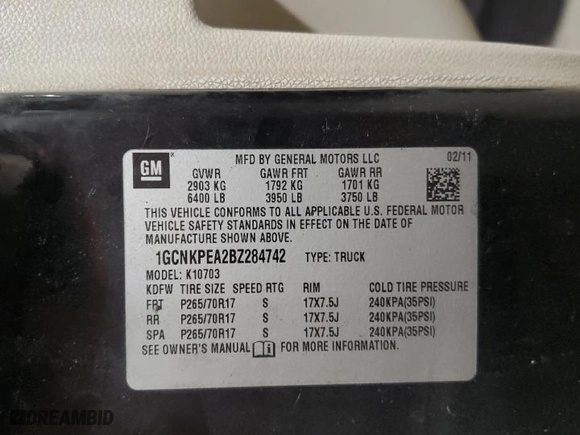 GM
MFD BY GENERAL MOTORS LLC 02/11
GVWR GAWR FRT GAWR RR
2903 KG 1792 KG 1701 KG
6400 LB 3950 LB 3750 LB
THIS VEHICLE CONFORMS TO ALL APPLICABLE U.S. FEDERAL MOTOR
VEHICLE SAFETY STANDARDS IN EFFECT ON THE DATE OF
MANUFACTURE SHOWN ABOVE.
1GCNKPEA2BZ284742 TYPE: TRUCK
MODEL: K10703
KDFW TIRE SIZE SPEED RTG RIM COLD TIRE PRESSURE
FRT P265/70R17 S 17X7.5J 240KPA(35PSI)
RR P265/70R17 S 17X7.5J 240KPA(35PSI)
SPA P265/70R17 S 17X7.5J 240KPA(35PSI)
SEE OWNER'S MANUAL FOR MORE INFORMATION.
DREAMBID